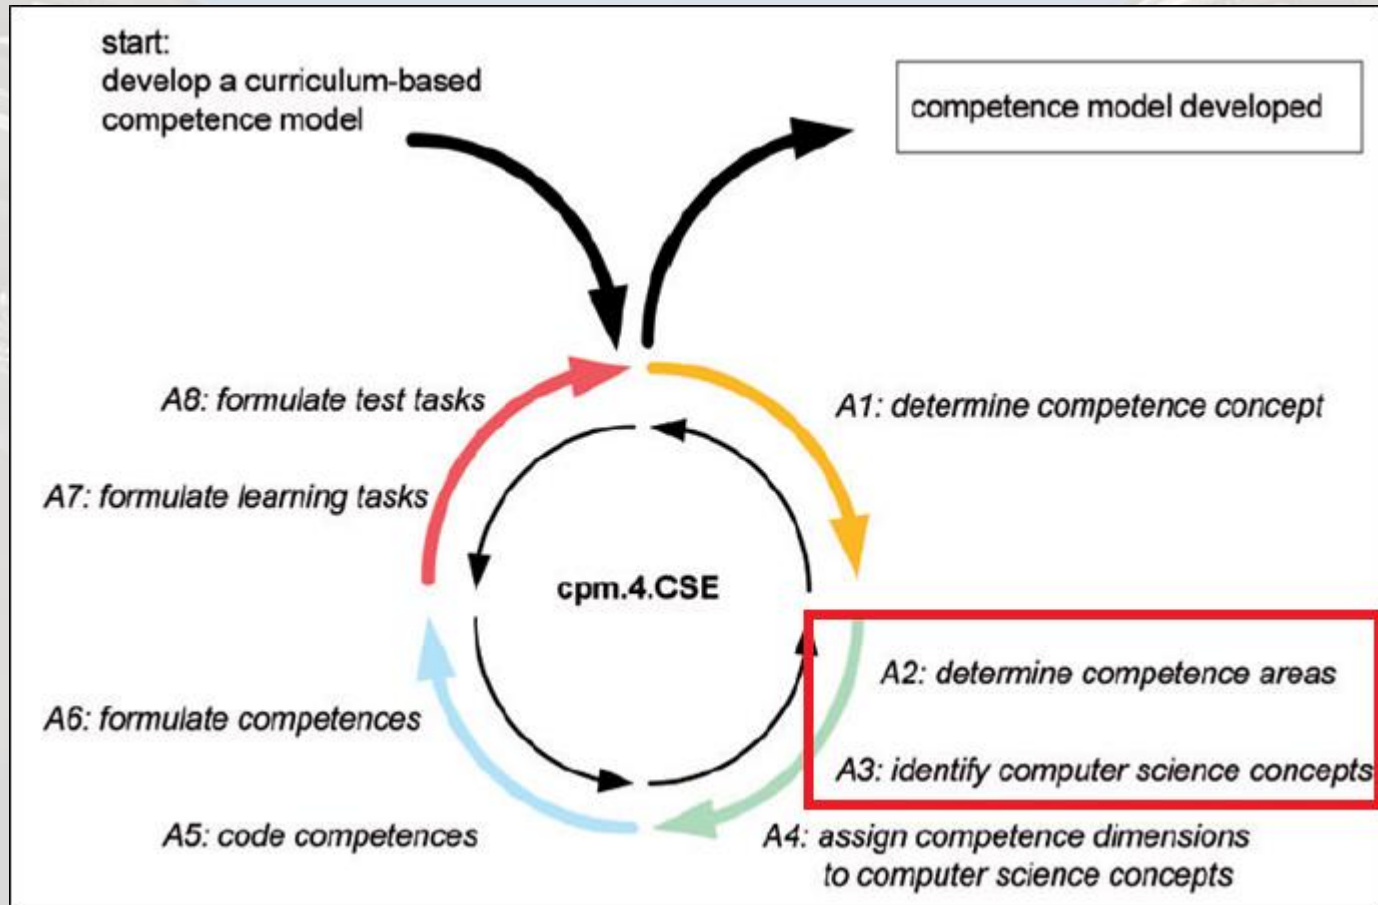 start:
develop a curriculum-based
competence model
competence model developed
A8: formulate test tasks
A1: determine competence concept
A7: formulate learning tasks
cpm.4.CSE
A2: determine competence areas
A6: formulate competences
A3: identify computer science concepts
A5: code competences
A4: assign competence dimensions
to computer science concepts